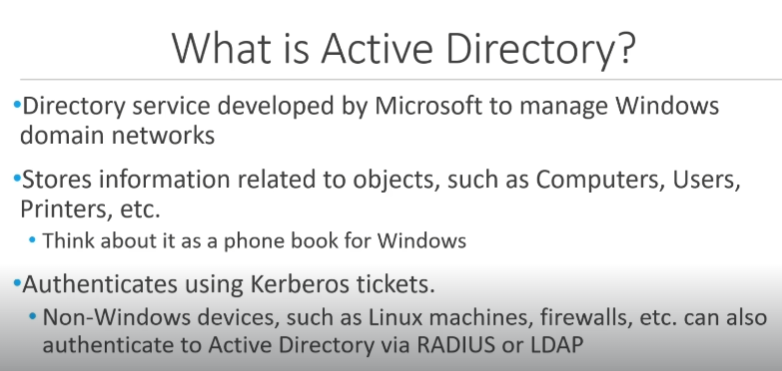 What is Active Directory?
•Directory service developed by Microsoft to manage Windows
domain networks
•Stores information related to objects, such as Computers, Users,
Printers, etc.
• Think about it as a phone book for Windows
•Authenticates using Kerberos tickets.
• Non-Windows devices, such as Linux machines, firewalls, etc. can also
authenticate to Active Directory via RADIUS or LDAP